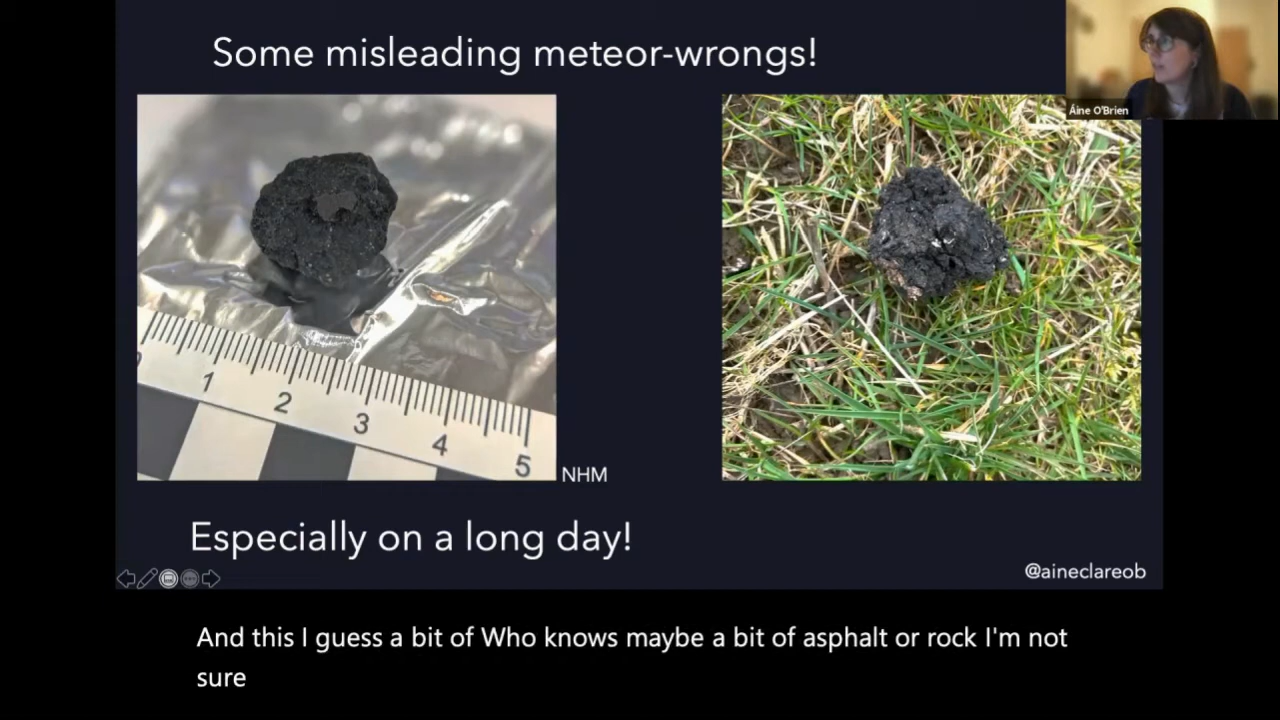 Some misleading meteor-wrongs!
Áine O'Brien
1 2 3 4 5
NHM
Especially on a long day!
@aineclareob
And this I guess a bit of Who knows maybe a bit of asphalt or rock I'm not
sure